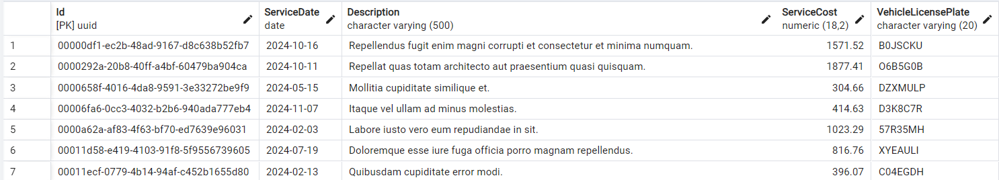 Id ServiceDate Description ServiceCost VehicleLicensePlate
[PK] uuid date character varying (500) numeric (18,2) character varying (20)
1 00000df1-ec2b-48ad-9167-d8c638b52fb7 2024-10-16 Repellendus fugit enim magni corrupti et consectetur et minima numquam. 1571.52 B0JSCKU
2 0000292a-20b8-40ff-a4bf-60479ba904ca 2024-10-11 Repellat quas totam architecto aut praesentium quasi quisquam. 1877.41 O6B5G0B
3 0000658f-4016-4da8-9591-3e33272be9f9 2024-05-15 Mollitia cupiditate similique et. 304.66 DZXMULP
4 00006fa6-0cc3-4032-b2b6-940ada777eb4 2024-11-07 Itaque vel ullam ad minus molestias. 414.63 D3K8C7R
5 0000a62a-af83-4f63-bf70-ed7639e96031 2024-02-03 Labore iusto vero eum repudiandae in sit. 1023.29 57R35MH
6 00011d58-e419-4103-91f8-5f9556739605 2024-07-19 Doloremque esse iure fuga officia porro magnam repellendus. 816.76 XYEAULI
7 00011ecf-0779-4b14-94af-c452b1655d80 2024-02-13 Quibusdam cupiditate error modi. 396.07 C04EGDH